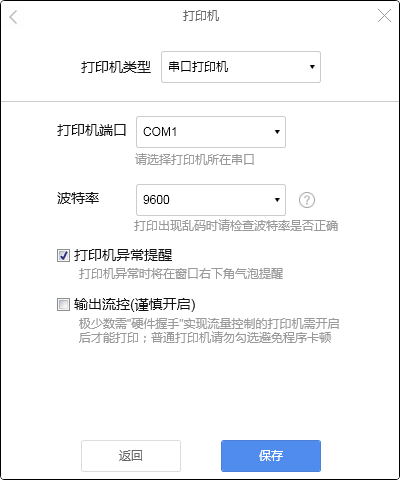 打印机
打印机类型 串口打印机
打印机端口 COM1
请选择打印机所在串口
波特率 9600 ?
打印出现乱码时请检查波特率是否正确
打印机异常提醒
打印机异常时将在窗口右下角气泡提醒
输出流控(谨慎开启)
极少数需"硬件握手"实现流量控制的打印机需开启
后才能打印；普通打印机请勿勾选避免程序卡顿
返回 保存